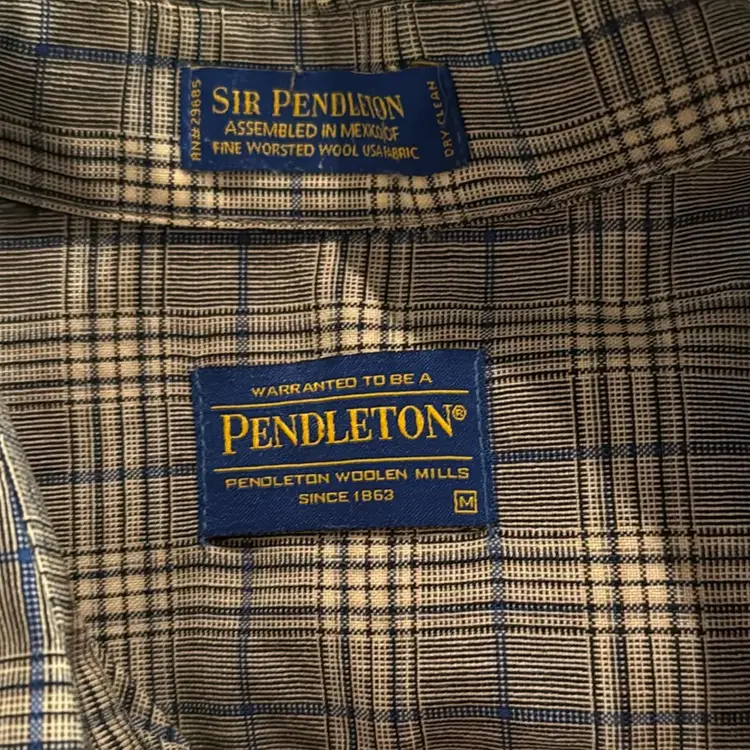 SIR PENDLETON
ASSEMBLED IN MEXICO OF
FINE WORSTED WOOL USA FABRIC
RN#29685
DRY CLEAN
WARRANTED TO BE A
PENDLETON®
PENDLETON WOOLEN MILLS
SINCE 1863
M